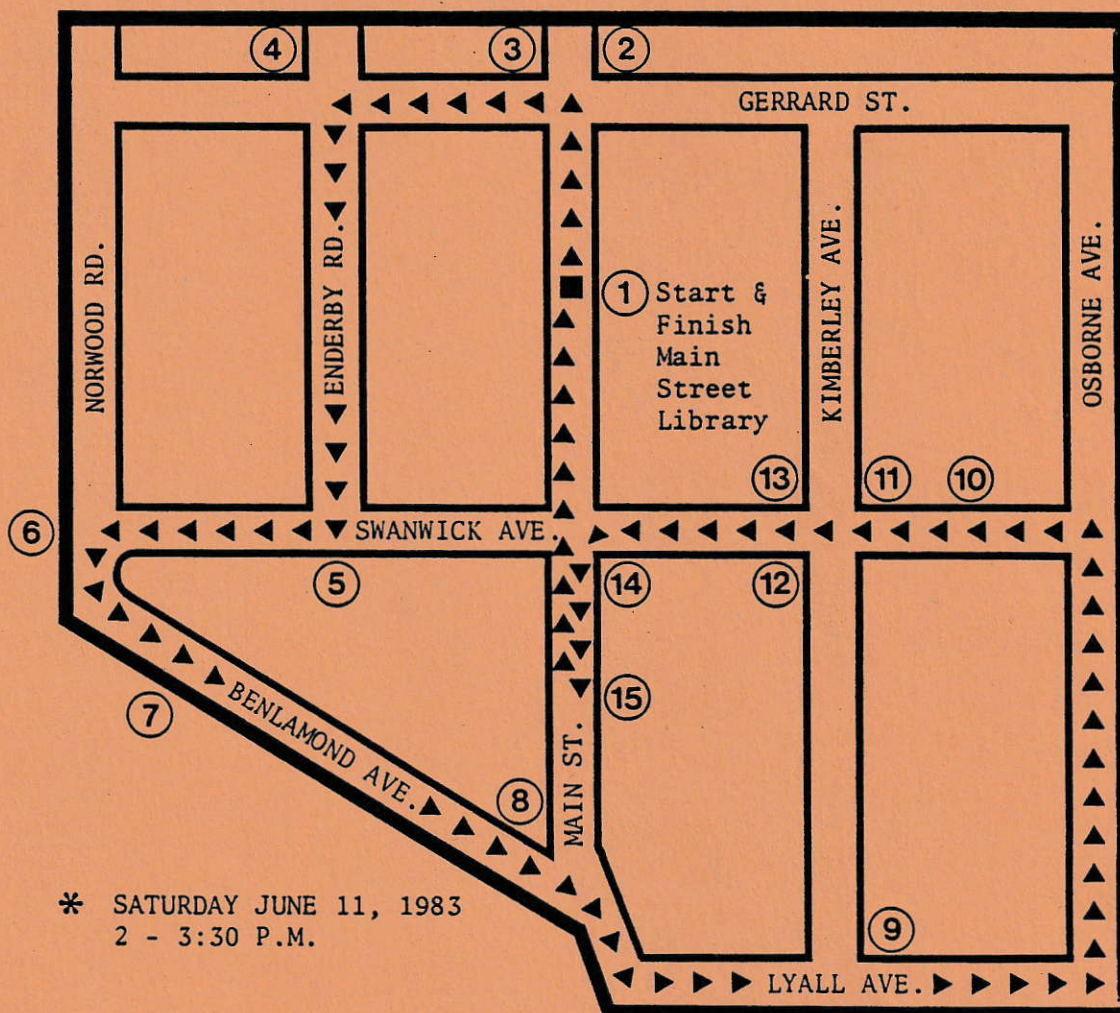 4
3
2
GERRARD ST.
NORWOOD RD.
ENDERBY RD.
1 Start &
Finish
Main
Street
Library
KIMBERLEY AVE.
OSBORNE AVE.
13
11
10
6
SWANWICK AVE.
5
14
12
7
BENLAMOND AVE.
15
MAIN ST.
8
9
* SATURDAY JUNE 11, 1983
2 - 3:30 P.M.
LYALL AVE.